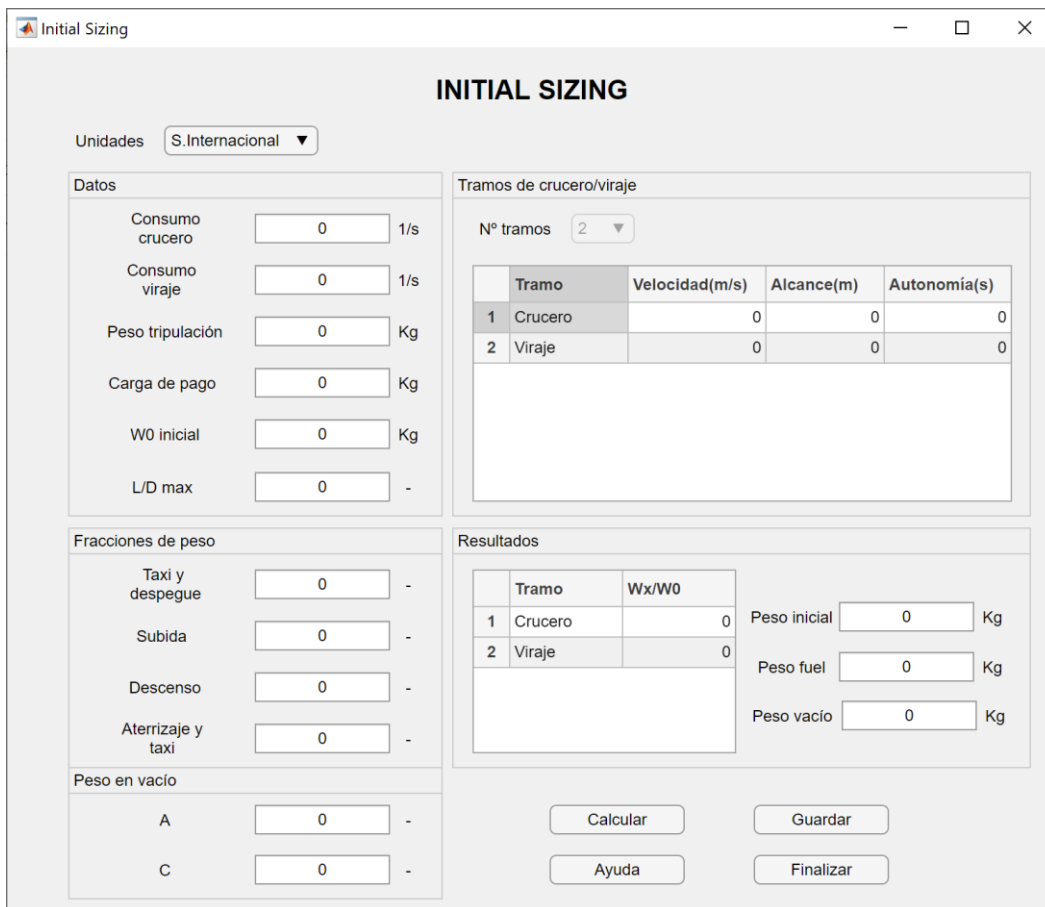 Initial Sizing
INITIAL SIZING
Unidades S.Internacional
Datos
Consumo
crucero 0 1/s
Consumo
viraje 0 1/s
Peso tripulación 0 Kg
Carga de pago 0 Kg
W0 inicial 0 Kg
L/D max 0 -
Tramos de crucero/viraje
Nº tramos 2
Tramo Velocidad(m/s) Alcance(m) Autonomía(s)
1 Crucero 0 0 0
2 Viraje 0 0 0
Fracciones de peso
Taxi y
despegue 0 -
Subida 0 -
Descenso 0 -
Aterrizaje y
taxi 0 -
Resultados
Tramo Wx/W0
1 Crucero 0
2 Viraje 0
Peso inicial 0 Kg
Peso fuel 0 Kg
Peso vacío 0 Kg
Peso en vacío
A 0 -
C 0 -
Calcular Guardar
Ayuda Finalizar